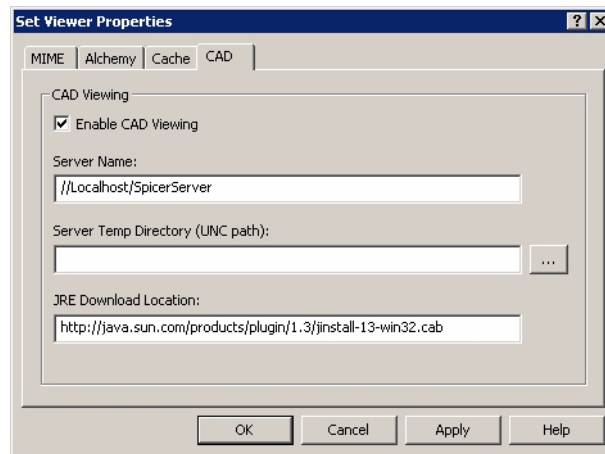 Set Viewer Properties
MIME Alchemy Cache CAD
CAD Viewing
Enable CAD Viewing
Server Name:
//Localhost/SpicerServer
Server Temp Directory (UNC path):
...
JRE Download Location:
http://java.sun.com/products/plugin/1.3/jinstall-13-win32.cab
OK Cancel Apply Help